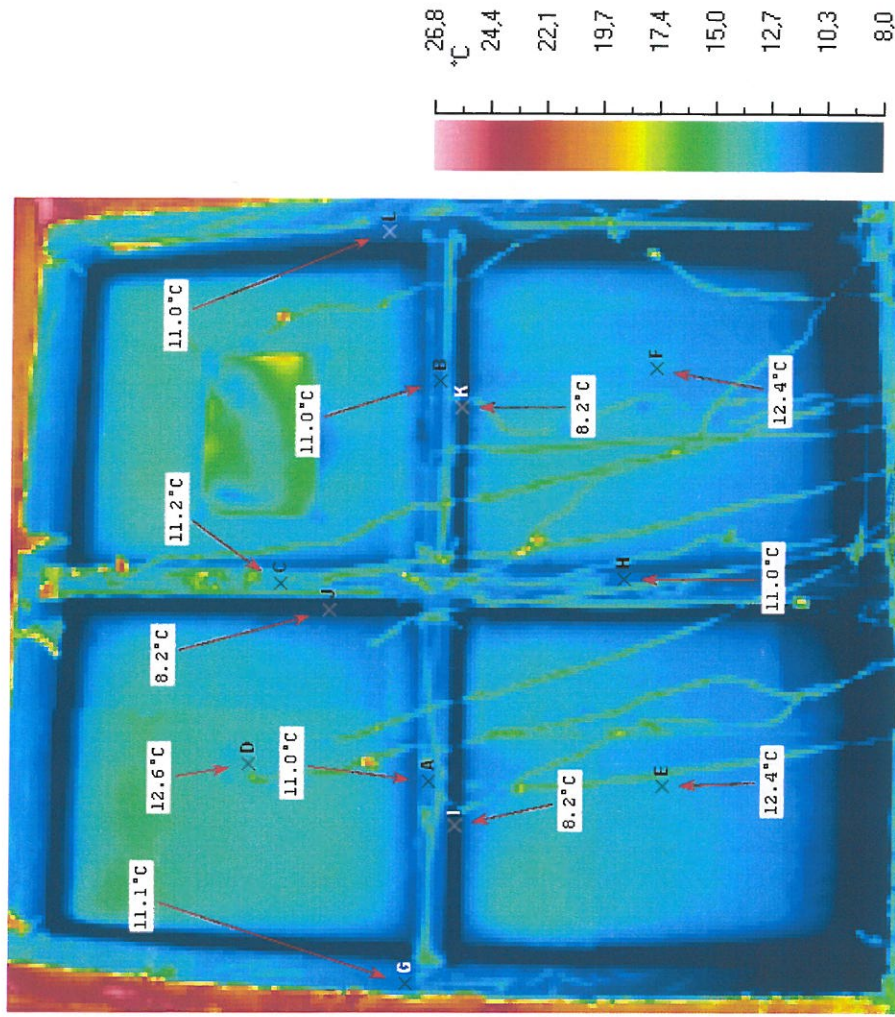 26,8
°C
24,4
22,1
19,7
17,4
15,0
12,7
10,3
8,0
11.1°C
G
12.6°C
D
11.0°C
A
8.2°C
J
11.2°C
C
11.0°C
L
11.0°C
B
K
8.2°C
I
8.2°C
E
12.4°C
H
11.0°C
F
12.4°C